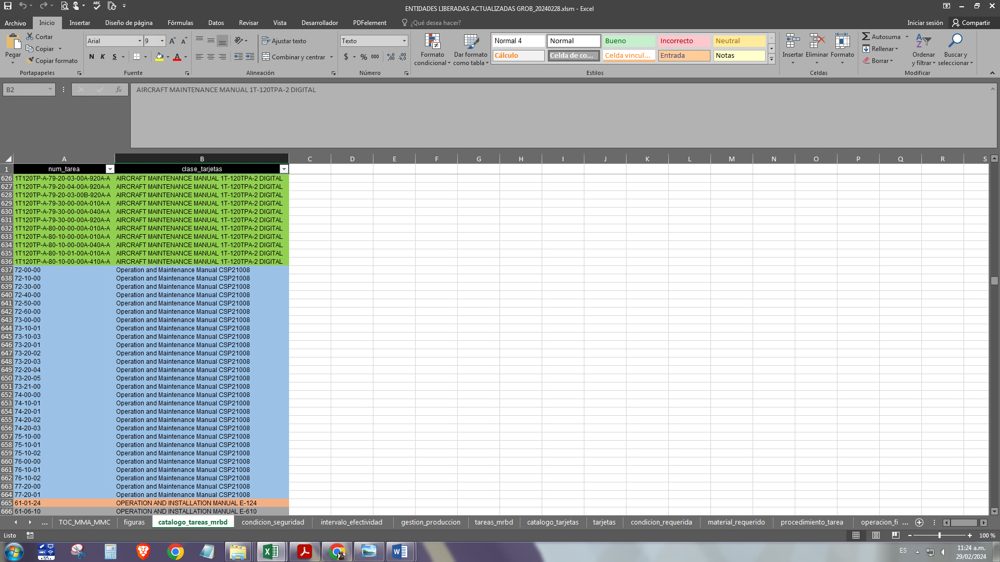 ENTIDADES LIBERADAS ACTUALIZADAS GROB_20240228.xlsm - Excel
Archivo Inicio Insertar Diseño de página Fórmulas Datos Revisar Vista Desarrollador PDFelement ¿Qué desea hacer? Iniciar sesión Compartir
Pegar Cortar Copiar Copiar formato Portapapeles
Arial 9 N K S Fuente
Ajustar texto Combinar y centrar Alineación
Texto $ % 000 Número
Formato condicional Dar formato como tabla
Normal 4 Normal Bueno Incorrecto Neutral
Cálculo Celda de co... Celda vincul... Entrada Notas
Estilos
Insertar Eliminar Formato Celdas
Autosuma Rellenar Borrar Ordenar y filtrar Buscar y seleccionar Modificar
B2 fx AIRCRAFT MAINTENANCE MANUAL 1T-120TPA-2 DIGITAL
A B C D E F G H I J K L M N O P Q R S
1 num_tarea clase_tarjetas
626 1T120TP-A-79-20-03-00A-920A-A AIRCRAFT MAINTENANCE MANUAL 1T-120TPA-2 DIGITAL
627 1T120TP-A-79-20-04-00A-920A-A AIRCRAFT MAINTENANCE MANUAL 1T-120TPA-2 DIGITAL
628 1T120TP-A-79-20-03-00B-920A-A AIRCRAFT MAINTENANCE MANUAL 1T-120TPA-2 DIGITAL
629 1T120TP-A-79-30-00-00A-010A-A AIRCRAFT MAINTENANCE MANUAL 1T-120TPA-2 DIGITAL
630 1T120TP-A-79-30-00-00A-040A-A AIRCRAFT MAINTENANCE MANUAL 1T-120TPA-2 DIGITAL
631 1T120TP-A-79-30-00-00A-920A-A AIRCRAFT MAINTENANCE MANUAL 1T-120TPA-2 DIGITAL
632 1T120TP-A-80-00-00-00A-010A-A AIRCRAFT MAINTENANCE MANUAL 1T-120TPA-2 DIGITAL
633 1T120TP-A-80-10-00-00A-010A-A AIRCRAFT MAINTENANCE MANUAL 1T-120TPA-2 DIGITAL
634 1T120TP-A-80-10-00-00A-040A-A AIRCRAFT MAINTENANCE MANUAL 1T-120TPA-2 DIGITAL
635 1T120TP-A-80-10-01-00A-010A-A AIRCRAFT MAINTENANCE MANUAL 1T-120TPA-2 DIGITAL
636 1T120TP-A-80-10-00-00A-410A-A AIRCRAFT MAINTENANCE MANUAL 1T-120TPA-2 DIGITAL
637 72-00-00 Operation and Maintenance Manual CSP21008
638 72-10-00 Operation and Maintenance Manual CSP21008
639 72-30-00 Operation and Maintenance Manual CSP21008
640 72-40-00 Operation and Maintenance Manual CSP21008
641 72-50-00 Operation and Maintenance Manual CSP21008
642 72-60-00 Operation and Maintenance Manual CSP21008
643 73-00-00 Operation and Maintenance Manual CSP21008
644 73-10-01 Operation and Maintenance Manual CSP21008
645 73-10-03 Operation and Maintenance Manual CSP21008
646 73-20-01 Operation and Maintenance Manual CSP21008
647 73-20-02 Operation and Maintenance Manual CSP21008
648 73-20-03 Operation and Maintenance Manual CSP21008
649 72-20-04 Operation and Maintenance Manual CSP21008
650 73-20-05 Operation and Maintenance Manual CSP21008
651 73-21-00 Operation and Maintenance Manual CSP21008
652 74-00-00 Operation and Maintenance Manual CSP21008
653 74-10-01 Operation and Maintenance Manual CSP21008
654 74-20-01 Operation and Maintenance Manual CSP21008
655 74-20-02 Operation and Maintenance Manual CSP21008
656 74-20-03 Operation and Maintenance Manual CSP21008
657 75-10-00 Operation and Maintenance Manual CSP21008
658 75-10-01 Operation and Maintenance Manual CSP21008
659 75-10-02 Operation and Maintenance Manual CSP21008
660 76-00-00 Operation and Maintenance Manual CSP21008
661 76-10-01 Operation and Maintenance Manual CSP21008
662 76-10-02 Operation and Maintenance Manual CSP21008
663 77-20-00 Operation and Maintenance Manual CSP21008
664 77-20-01 Operation and Maintenance Manual CSP21008
665 61-01-24 OPERATION AND INSTALLATION MANUAL E-124
666 61-06-10 OPERATION AND INSTALLATION MANUAL E-610
... TOC_MMA_MMC figuras catalogo_tareas_mrbd condicion_seguridad intervalo_efectividad gestion_produccion tareas_mrbd catalogo_tarjetas tarjetas condicion_requerida material_requerido procedimiento_tarea operacion_fi ...
Listo 100 %
ES 11:24 a.m.
29/02/2024